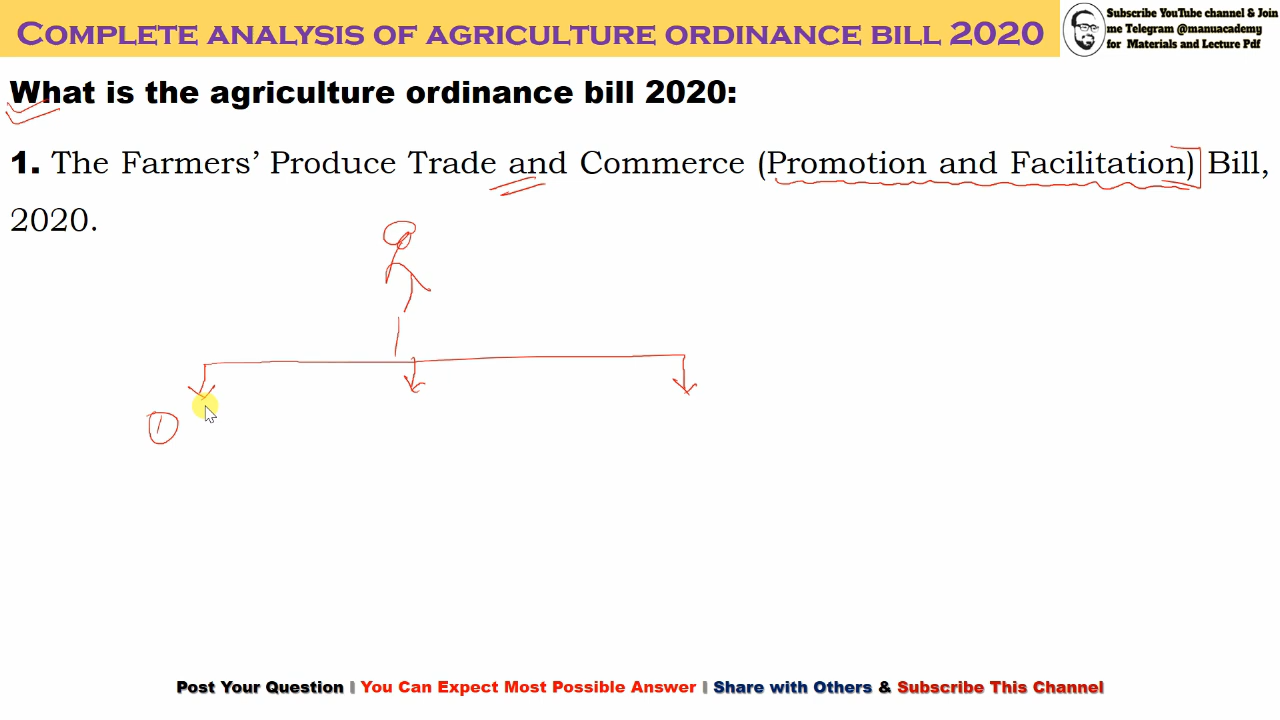 COMPLETE ANALYSIS OF AGRICULTURE ORDINANCE BILL 2020
Subscribe YouTube channel & Join
me Telegram @manuacademy
for Materials and Lecture Pdf
What is the agriculture ordinance bill 2020:
1. The Farmers’ Produce Trade and Commerce (Promotion and Facilitation) Bill,
2020.
1
Post Your Question | You Can Expect Most Possible Answer | Share with Others & Subscribe This Channel